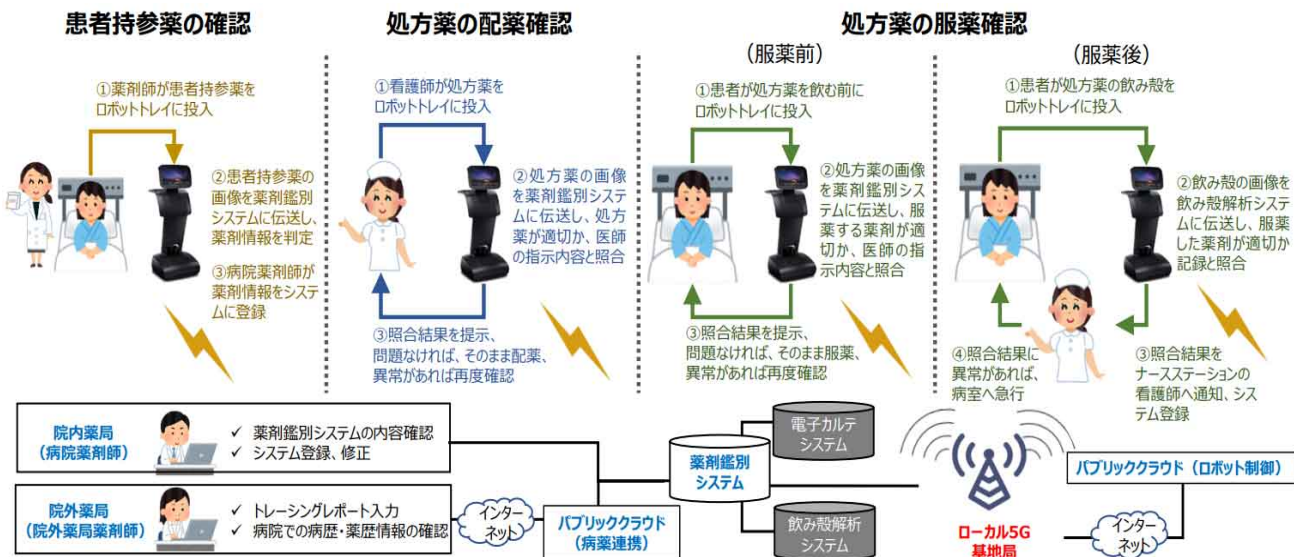 患者持参薬の確認
①薬剤師が患者持参薬を
ロボットトレイに投入
②患者持参薬の
画像を薬剤鑑別
システムに伝送し、
薬剤情報を判定
③病院薬剤師が
薬剤情報をシステ
ムに登録
処方薬の配薬確認
①看護師が処方薬を
ロボットトレイに投入
②処方薬の画像
を薬剤鑑別システ
ムに伝送し、処方
薬が適切か、医師
の指示内容と照合
③照合結果を提示、
問題なければ、そのまま配薬、
異常があれば再度確認
処方薬の服薬確認
（服薬前）
①患者が処方薬を飲む前に
ロボットトレイに投入
②処方薬の画像
を薬剤鑑別シス
テムに伝送し、服
薬する薬剤が適
切か、医師の指
示内容と照合
③照合結果を提示、
問題なければ、そのまま服薬、
異常があれば再度確認
（服薬後）
①患者が処方薬の飲み殻を
ロボットトレイに投入
②飲み殻の画像を
飲み殻解析システ
ムに伝送し、服薬
した薬剤が適切か
記録と照合
③照合結果を
ナースステーションの
看護師へ通知、シス
テム登録
④照合結果に
異常があれば、
病室へ急行
院内薬局
（病院薬剤師）
✓ 薬剤鑑別システムの内容確認
✓ システム登録、修正
院外薬局
（院外薬局薬剤師）
✓ トレーシングレポート入力
✓ 病院での病歴・薬歴情報の確認
インター
ネット
パブリッククラウド
（病薬連携）
薬剤鑑別
システム
電子カルテ
システム
飲み殻解析
システム
ローカル5G
基地局
パブリッククラウド（ロボット制御）
インター
ネット